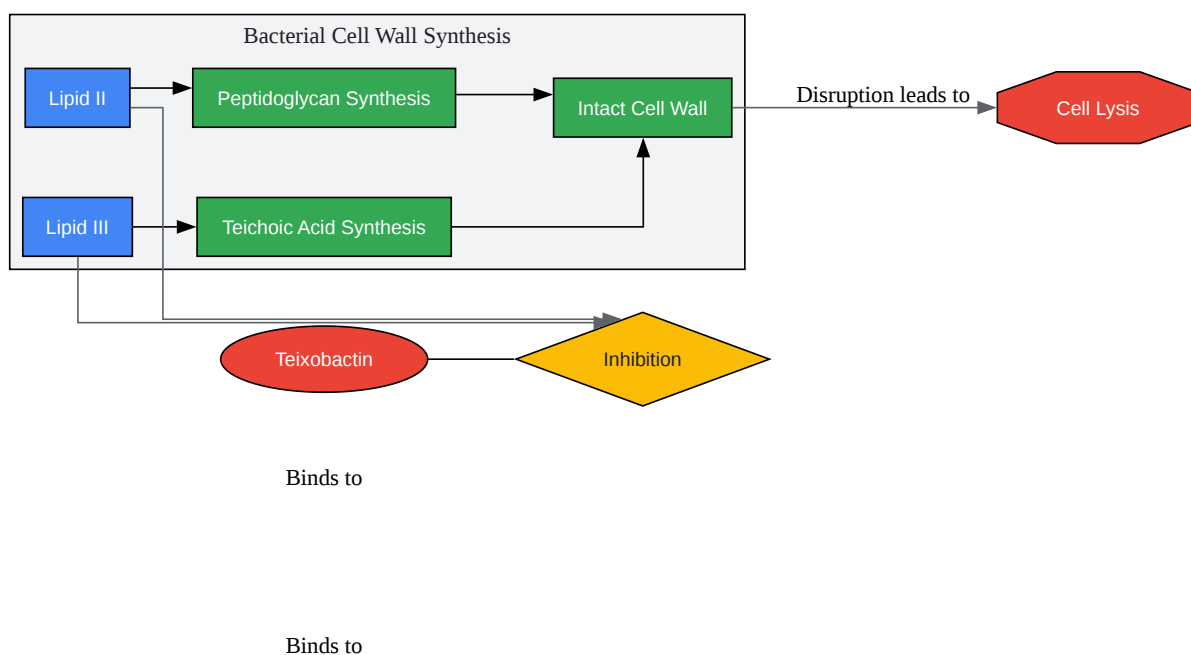 Bacterial Cell Wall Synthesis
Lipid II
Peptidoglycan Synthesis
Intact Cell Wall
Disruption leads to
Cell Lysis
Lipid III
Teichoic Acid Synthesis
Teixobactin
Inhibition
Binds to
Binds to